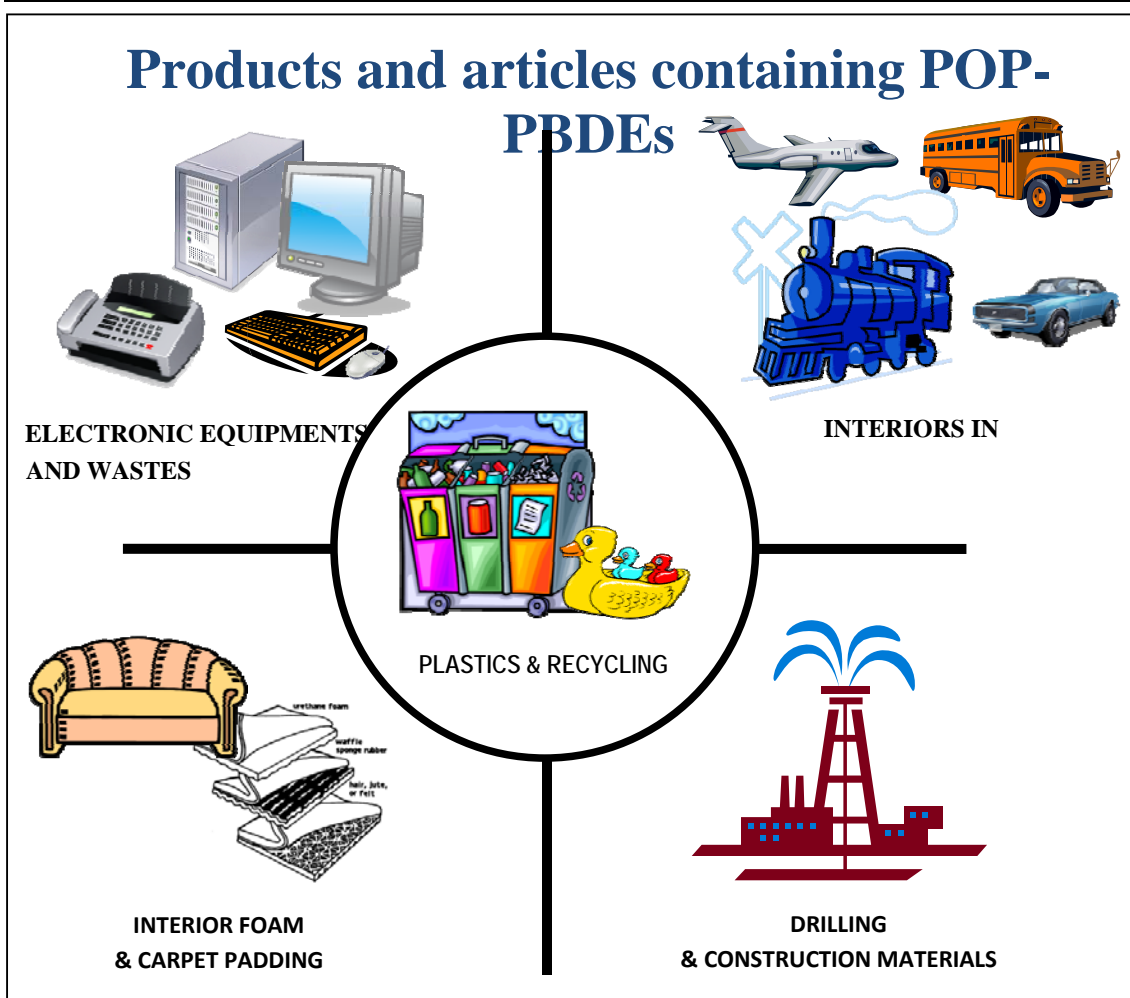 Products and articles containing POP-
PBDEs
ELECTRONIC EQUIPMENTS
AND WASTES
INTERIORS IN
PLASTICS & RECYCLING
urethane foam
waffle
sponge rubber
hair, jute,
or felt
INTERIOR FOAM
& CARPET PADDING
DRILLING
& CONSTRUCTION MATERIALS